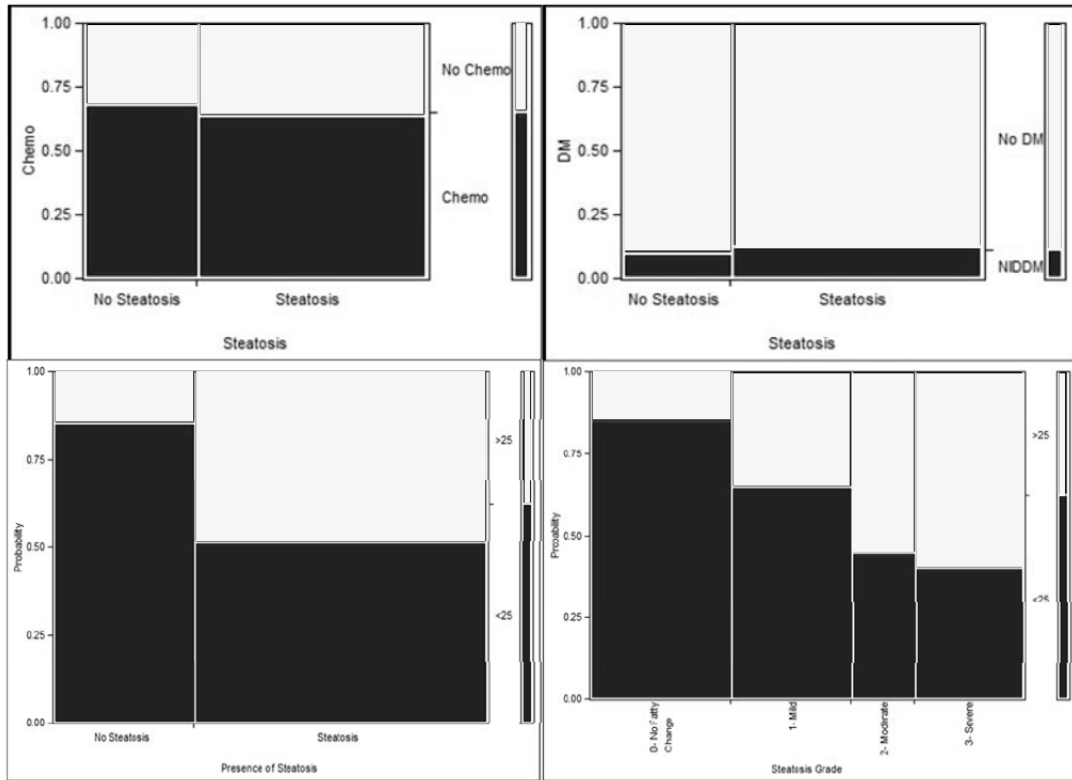 1.00
0.75
0.50
0.25
0.00
Chemo
No Chemo
Chemo
No Steatosis
Steatosis
Steatosis
1.00
0.75
0.50
0.25
0.00
DM
No DM
NIDDM
No Steatosis
Steatosis
Steatosis
1.00
0.75
0.50
0.25
0.00
Probability
>25
<25
No Steatosis
Steatosis
Presence of Steatosis
1.00
0.75
0.50
0.25
0.00
Proability
>25
<25
0- No Fatty
Change
1- Mild
2- Moderate
3- Severe
Steatosis Grade